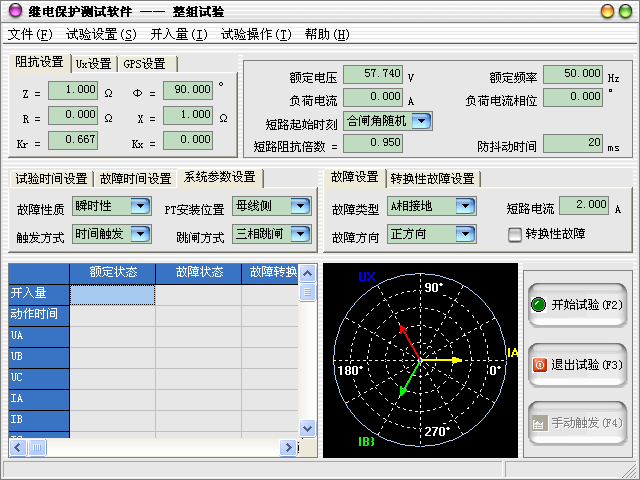 继电保护测试软件 —— 整组试验
文件(F) 试验设置(S) 开入量(I) 试验操作(T) 帮助(H)
阻抗设置 Ux设置 GPS设置
Z = 1.000 Ω Φ = 90.000 °
R = 0.000 Ω X = 1.000 Ω
Kr = 0.667 Kx = 0.000
额定电压 57.740 V 额定频率 50.000 Hz
负荷电流 0.000 A 负荷电流相位 0.000 °
短路起始时刻 合闸角随机
短路阻抗倍数 = 0.950 防抖动时间 20 ms
试验时间设置 故障时间设置 系统参数设置
故障性质 瞬时性 PT安装位置 母线侧
触发方式 时间触发 跳闸方式 三相跳闸
故障设置 转换性故障设置
故障类型 A相接地 短路电流 2.000 A
故障方向 正方向 转换性故障
额定状态 故障状态 故障转换
开入量
动作时间
UA
UB
UC
IA
IB
UX
90°
IA
180° 0°
IB}
270°
开始试验(F2)
退出试验(F3)
手动触发(F4)